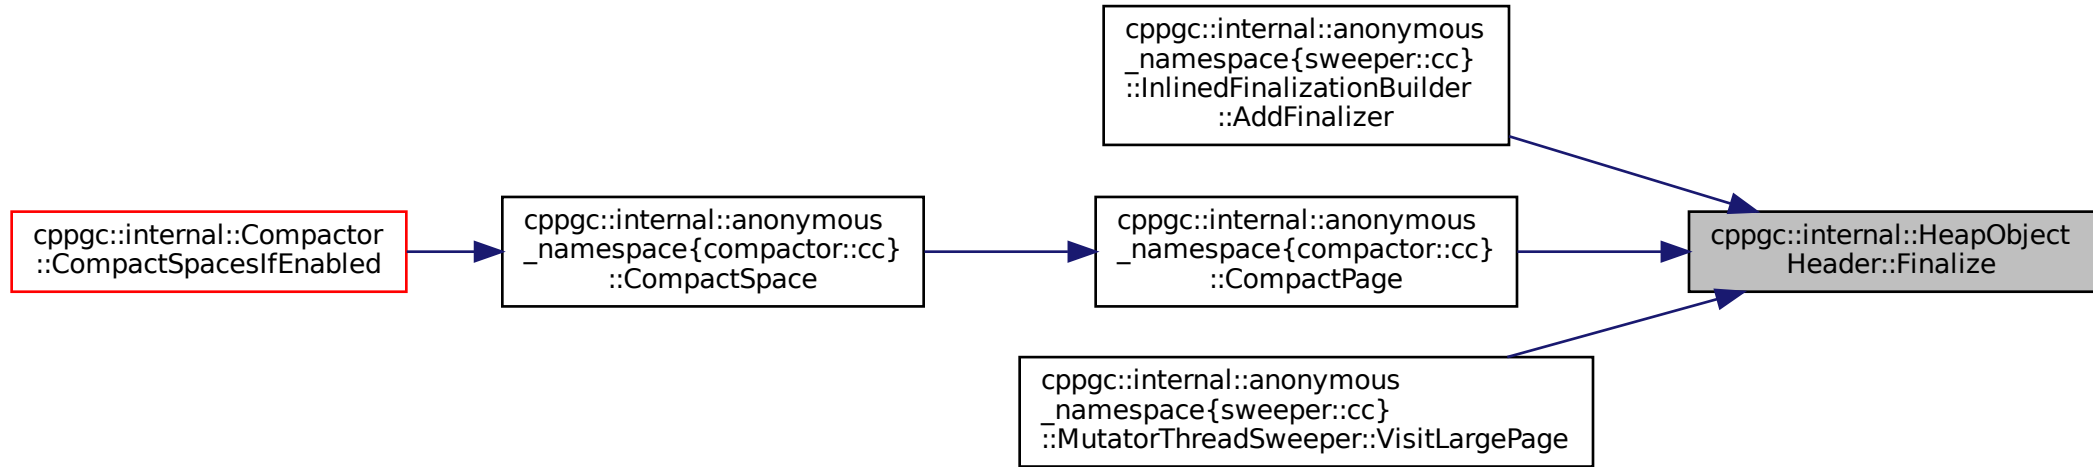 cppgc::internal::anonymous
_namespace{sweeper::cc}
::InlinedFinalizationBuilder
::AddFinalizer
cppgc::internal::Compactor
::CompactSpacesIfEnabled
cppgc::internal::anonymous
_namespace{compactor::cc}
::CompactSpace
cppgc::internal::anonymous
_namespace{compactor::cc}
::CompactPage
cppgc::internal::HeapObject
Header::Finalize
cppgc::internal::anonymous
_namespace{sweeper::cc}
::MutatorThreadSweeper::VisitLargePage